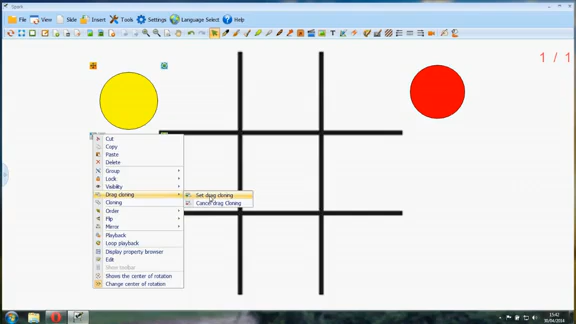 Spark
File View Slide Insert Tools Settings Language Select Help
1 / 1
Cut
Copy
Paste
Delete
Group
Lock
Visibility
Drag cloning
Set drag cloning
Cloning
Cancel drag Cloning
Order
Flip
Mirror
Playback
Loop playback
Display property browser
Edit
Show toolbar
Shows the center of rotation
Change center of rotation
15:42
30/04/2014